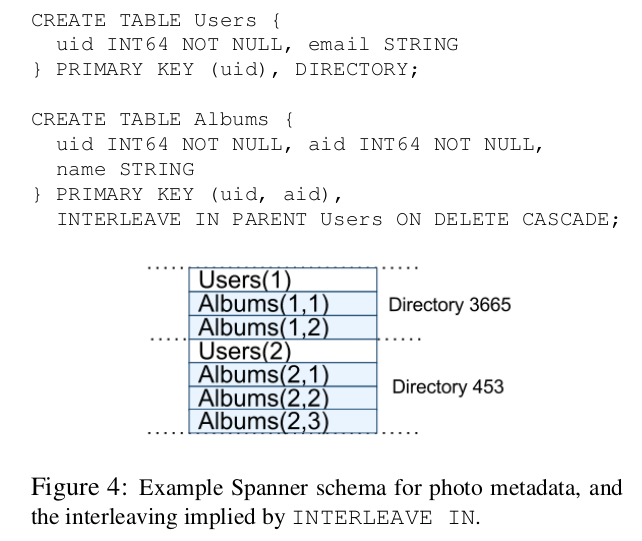 CREATE TABLE Users {
uid INT64 NOT NULL, email STRING
} PRIMARY KEY (uid), DIRECTORY;
CREATE TABLE Albums {
uid INT64 NOT NULL, aid INT64 NOT NULL,
name STRING
} PRIMARY KEY (uid, aid),
INTERLEAVE IN PARENT Users ON DELETE CASCADE;
Users(1)
Albums(1,1)
Directory 3665
Albums(1,2)
Users(2)
Albums(2,1)
Directory 453
Albums(2,2)
Albums(2,3)
Figure 4: Example Spanner schema for photo metadata, and
the interleaving implied by INTERLEAVE IN.